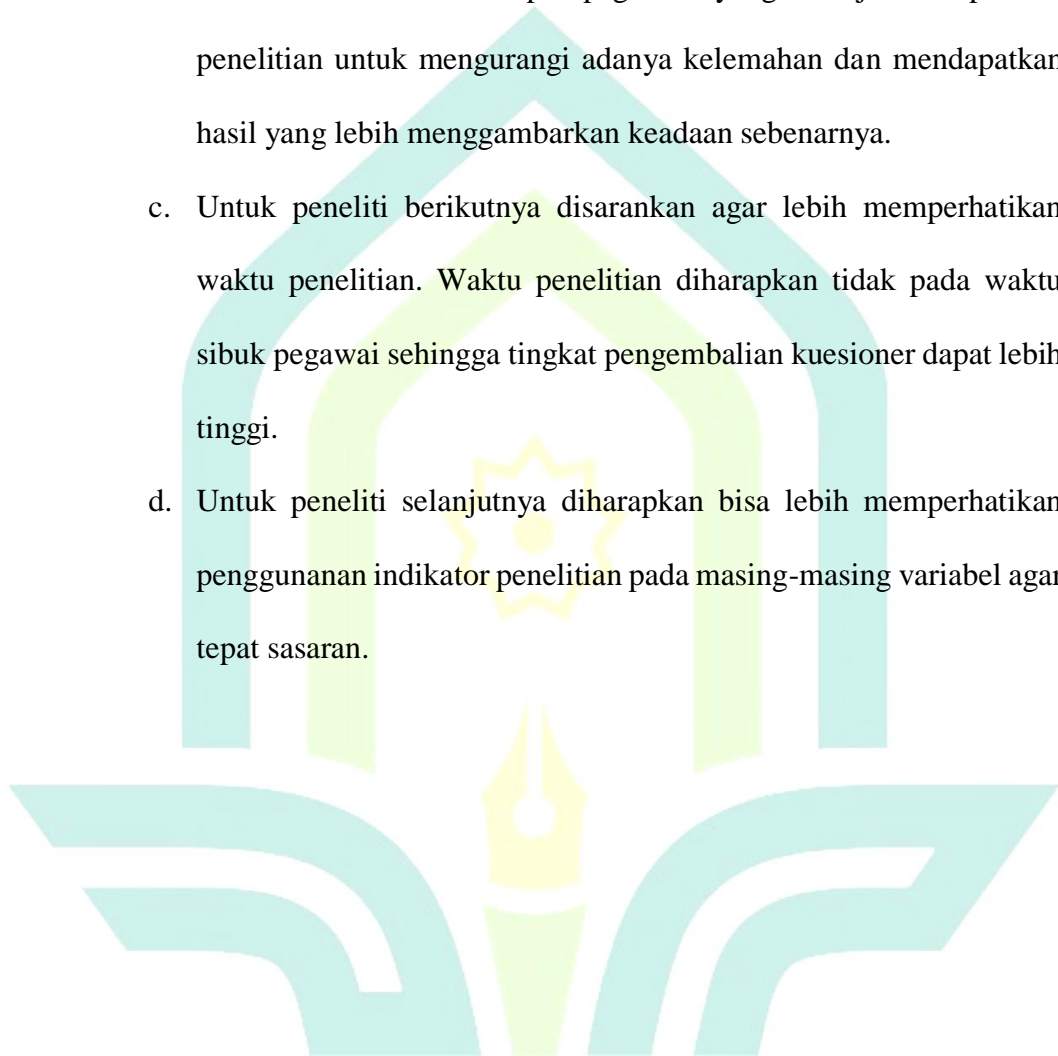 penelitian untuk mengurangi adanya kelemahan dan mendapatkan
hasil yang lebih menggambarkan keadaan sebenarnya.
c. Untuk peneliti berikutnya disarankan agar lebih memperhatikan
waktu penelitian. Waktu penelitian diharapkan tidak pada waktu
sibuk pegawai sehingga tingkat pengembalian kuesioner dapat lebih
tinggi.
d. Untuk peneliti selanjutnya diharapkan bisa lebih memperhatikan
penggunanan indikator penelitian pada masing-masing variabel agar
tepat sasaran.